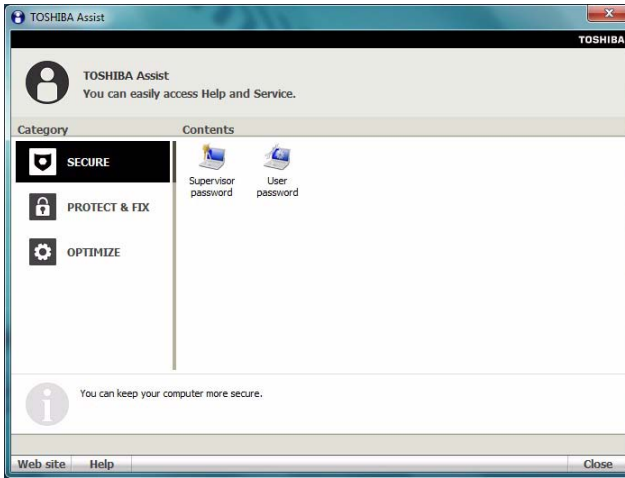 TOSHIBA Assist
TOSHIBA
TOSHIBA Assist
You can easily access Help and Service.
Category
Contents
SECURE
Supervisor
password
User
password
PROTECT & FIX
OPTIMIZE
You can keep your computer more secure.
Web site
Help
Close